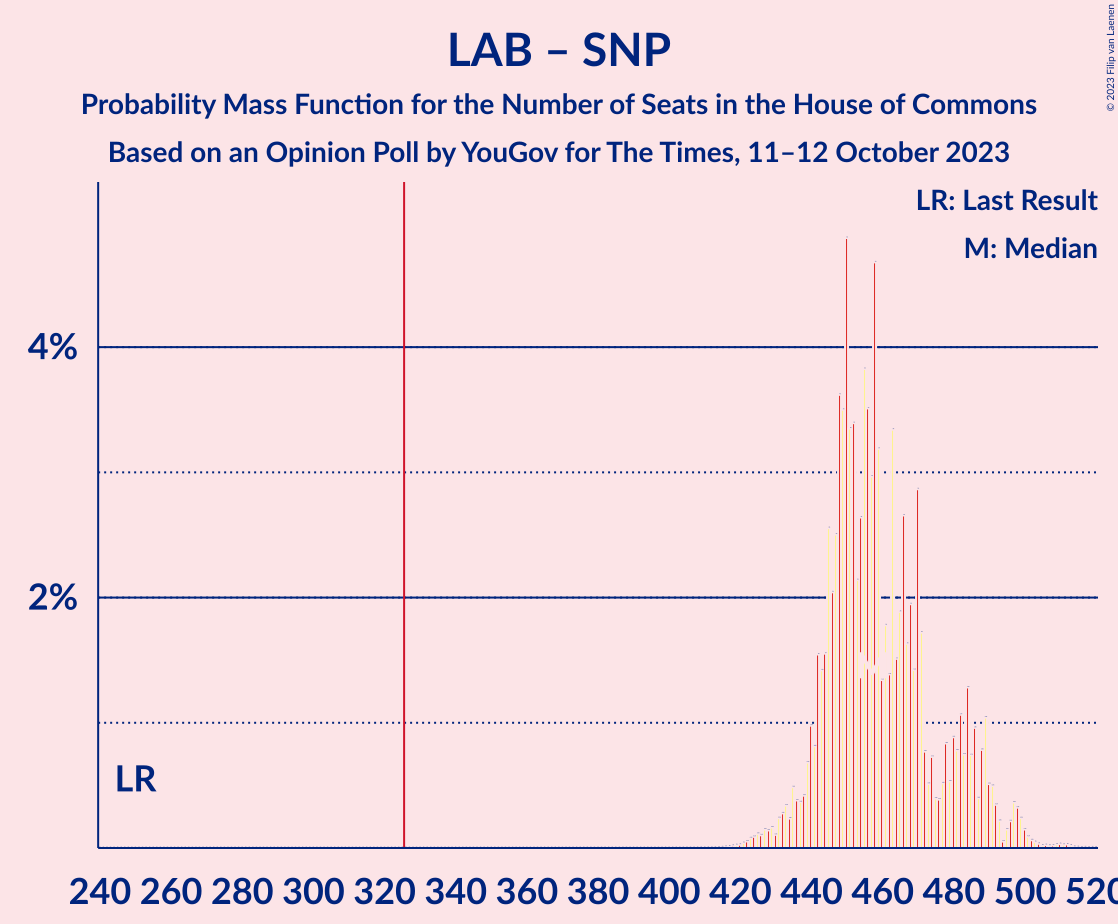 LAB – SNP
Probability Mass Function for the Number of Seats in the House of Commons
Based on an Opinion Poll by YouGov for The Times, 11–12 October 2023
© 2023 Filip van Laenen
LR: Last Result
M: Median
4%
2%
LR
240 260 280 300 320 340 360 380 400 420 440 460 480 500 520